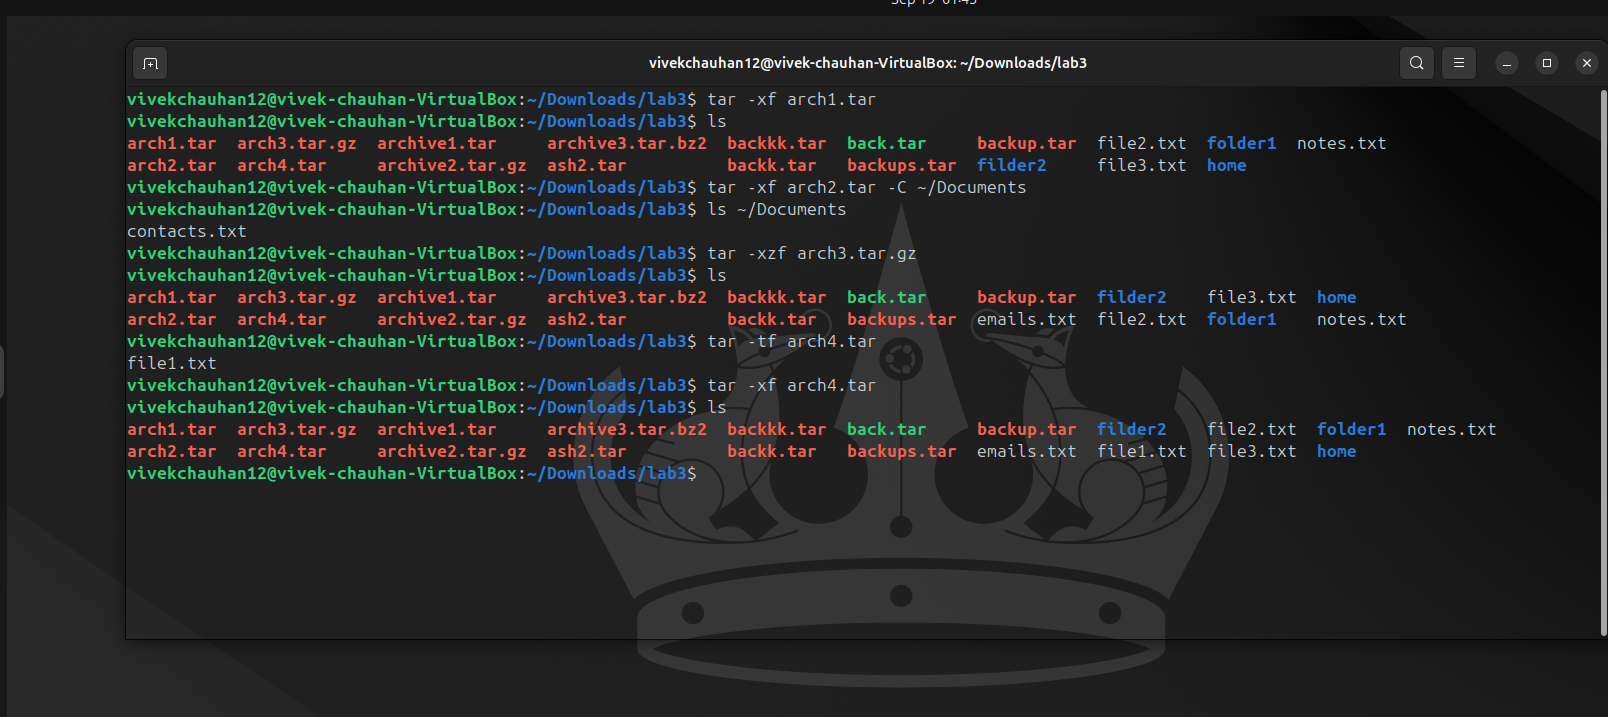 Sep 19 01:45
vivekchauhan12@vivek-chauhan-VirtualBox: ~/Downloads/lab3
vivekchauhan12@vivek-chauhan-VirtualBox:~/Downloads/lab3$ tar -xf arch1.tar
vivekchauhan12@vivek-chauhan-VirtualBox:~/Downloads/lab3$ ls
arch1.tar arch3.tar.gz archive1.tar archive3.tar.bz2 backkk.tar back.tar backup.tar file2.txt folder1 notes.txt
arch2.tar arch4.tar archive2.tar.gz ash2.tar backk.tar backups.tar filder2 file3.txt home
vivekchauhan12@vivek-chauhan-VirtualBox:~/Downloads/lab3$ tar -xf arch2.tar -C ~/Documents
vivekchauhan12@vivek-chauhan-VirtualBox:~/Downloads/lab3$ ls ~/Documents
contacts.txt
vivekchauhan12@vivek-chauhan-VirtualBox:~/Downloads/lab3$ tar -xzf arch3.tar.gz
vivekchauhan12@vivek-chauhan-VirtualBox:~/Downloads/lab3$ ls
arch1.tar arch3.tar.gz archive1.tar archive3.tar.bz2 backkk.tar back.tar backup.tar filder2 file3.txt home
arch2.tar arch4.tar archive2.tar.gz ash2.tar backk.tar backups.tar emails.txt file2.txt folder1 notes.txt
vivekchauhan12@vivek-chauhan-VirtualBox:~/Downloads/lab3$ tar -tf arch4.tar
file1.txt
vivekchauhan12@vivek-chauhan-VirtualBox:~/Downloads/lab3$ tar -xf arch4.tar
vivekchauhan12@vivek-chauhan-VirtualBox:~/Downloads/lab3$ ls
arch1.tar arch3.tar.gz archive1.tar archive3.tar.bz2 backkk.tar back.tar backup.tar filder2 file2.txt folder1 notes.txt
arch2.tar arch4.tar archive2.tar.gz ash2.tar backk.tar backups.tar emails.txt file1.txt file3.txt home
vivekchauhan12@vivek-chauhan-VirtualBox:~/Downloads/lab3$